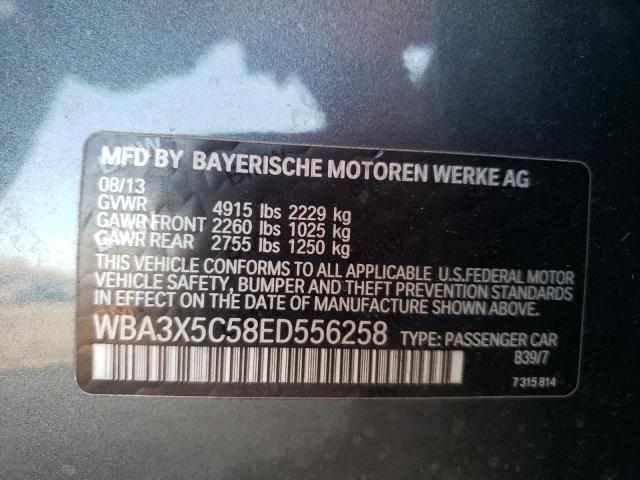 MFD BY BAYERISCHE MOTOREN WERKE AG
08/13
GVWR 4915 lbs 2229 kg
GAWR FRONT 2260 lbs 1025 kg
GAWR REAR 2755 lbs 1250 kg
THIS VEHICLE CONFORMS TO ALL APPLICABLE U.S.FEDERAL MOTOR
VEHICLE SAFETY, BUMPER AND THEFT PREVENTION STANDARDS
IN EFFECT ON THE DATE OF MANUFACTURE SHOWN ABOVE.
WBA3X5C58ED556258 TYPE: PASSENGER CAR
B39/7
7 315 814